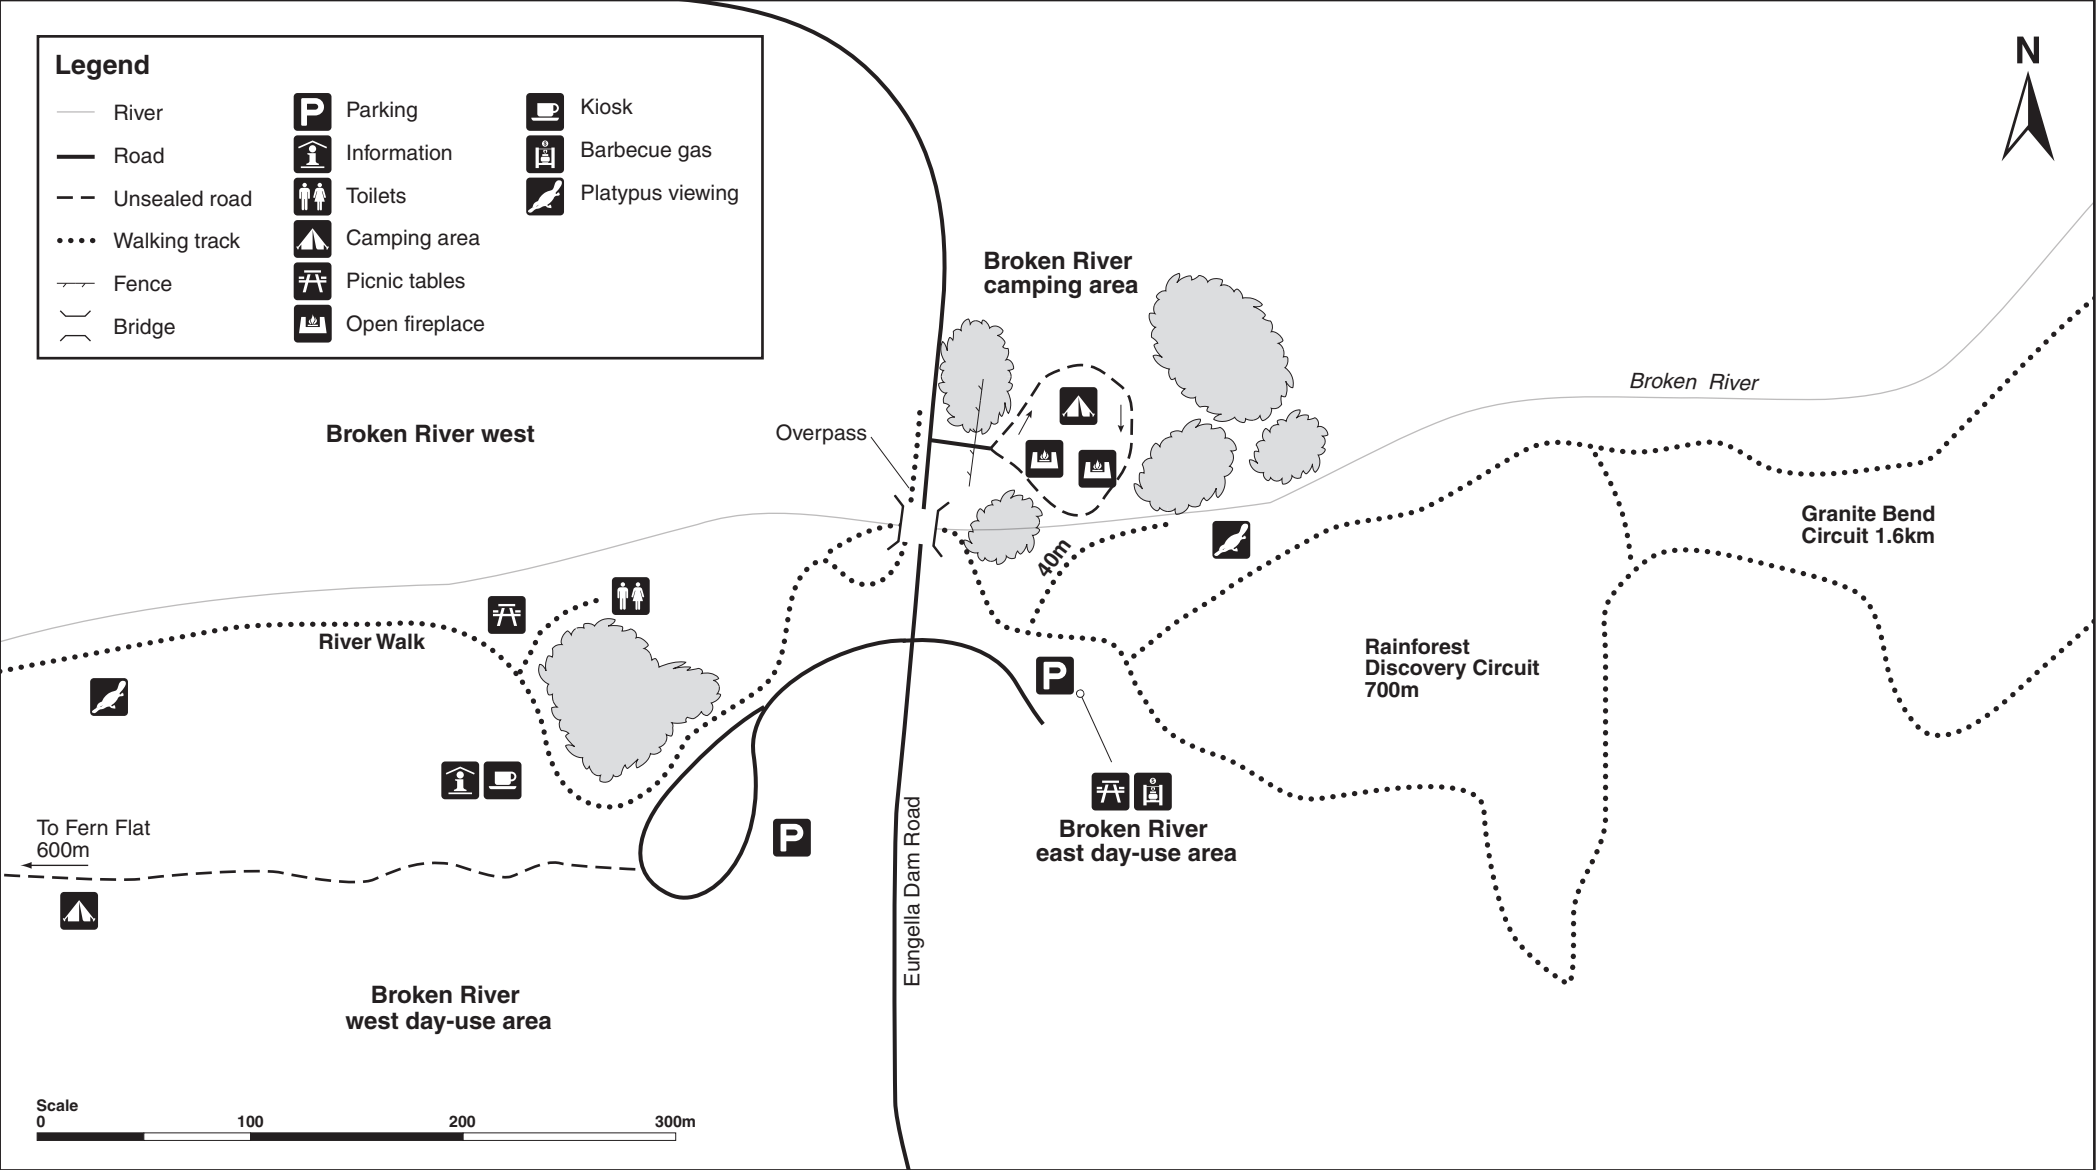 N
Legend
River
Road
Unsealed road
Walking track
Fence
Bridge
P
Parking
Information
Toilets
Camping area
Picnic tables
Open fireplace
Kiosk
Barbecue gas
Platypus viewing
Broken River
camping area
Broken River
Broken River west
Overpass
Granite Bend
Circuit 1.6km
40m
River Walk
Rainforest
Discovery Circuit
700m
P
To Fern Flat
600m
P
Broken River
east day-use area
Eungella Dam Road
Broken River
west day-use area
Scale
0 100 200 300m